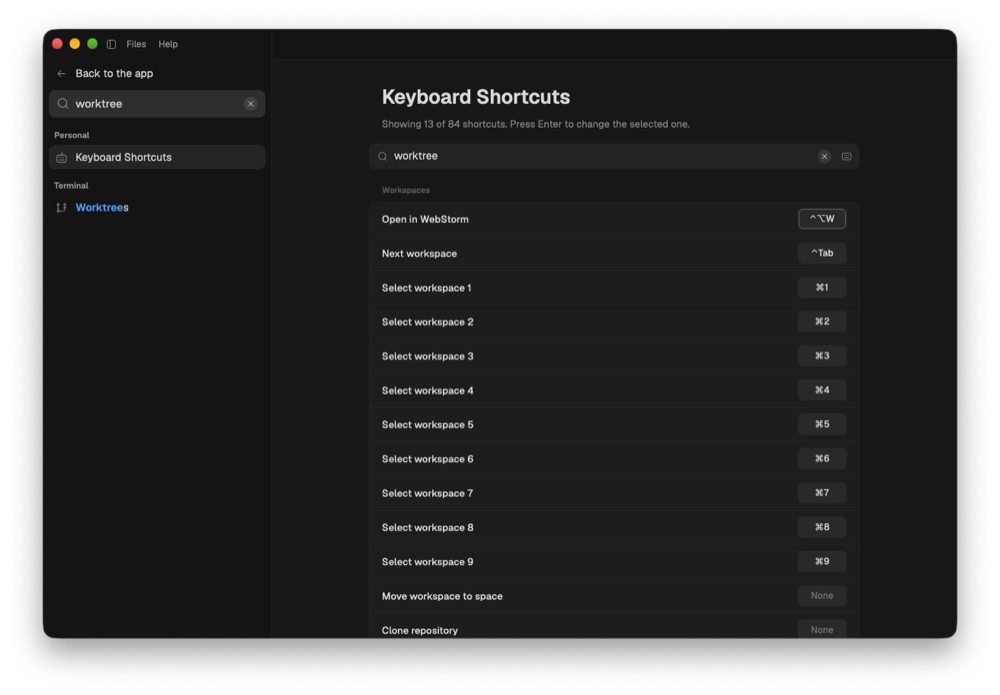 Files Help
Back to the app
worktree
Personal
Keyboard Shortcuts
Terminal
Worktrees
Keyboard Shortcuts
Showing 13 of 84 shortcuts. Press Enter to change the selected one.
worktree
Workspaces
Open in WebStorm ⌃⌥W
Next workspace ⌃Tab
Select workspace 1 ⌘1
Select workspace 2 ⌘2
Select workspace 3 ⌘3
Select workspace 4 ⌘4
Select workspace 5 ⌘5
Select workspace 6 ⌘6
Select workspace 7 ⌘7
Select workspace 8 ⌘8
Select workspace 9 ⌘9
Move workspace to space None
Clone repository None